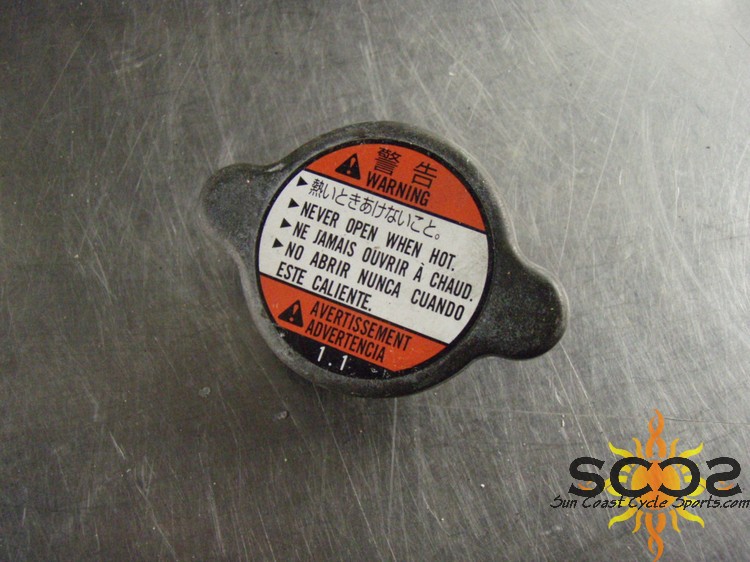 警告
WARNING
▶熱いときあけないこと。
▶NEVER OPEN WHEN HOT.
▶NE JAMAIS OUVRIR À CHAUD.
▶NO ABRIR NUNCA CUANDO
ESTE CALIENTE.
AVERTISSEMENT
ADVERTENCIA
1.1
SCCS
Sun Coast Cycle Sports.com